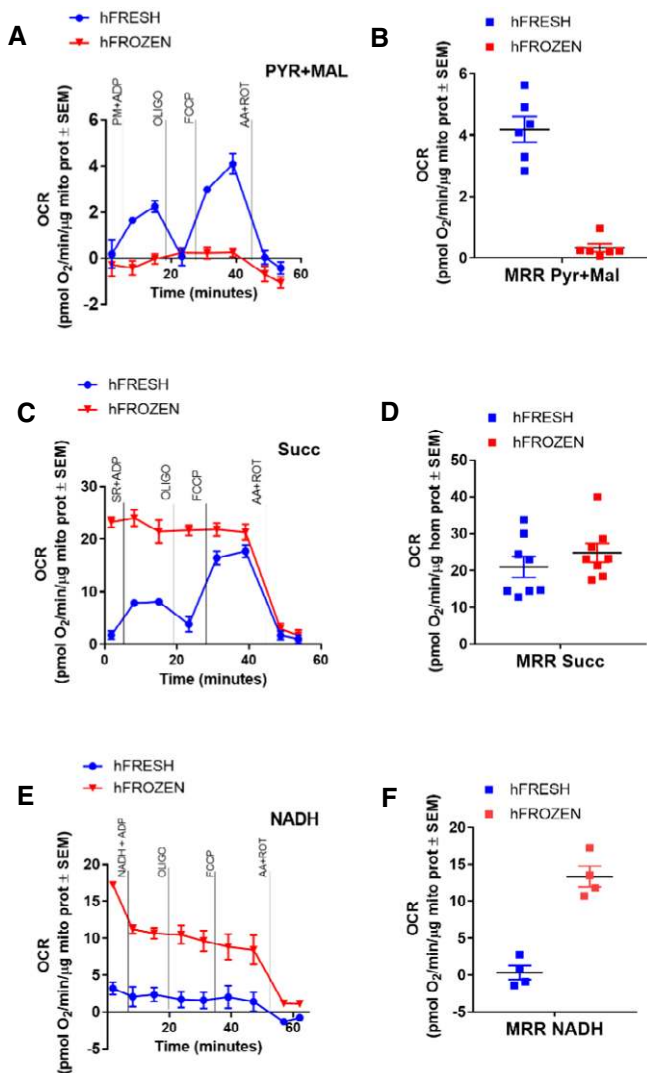 A
hFRESH
hFROZEN
PYR+MAL
PM+ADP
OLIGO
FCCP
AA+ROT
OCR
(pmol O2/min/µg mito prot ± SEM)
6
4
2
0
-2
20
40
60
Time (minutes)
B
hFRESH
hFROZEN
OCR
(pmol O2/min/µg mito prot ± SEM)
6
4
2
0
MRR Pyr+Mal
C
hFRESH
hFROZEN
Succ
SR+ADP
OLIGO
FCCP
AA+ROT
OCR
(pmol O2/min/µg mito prot ± SEM)
30
20
10
0
0
20
40
60
Time (minutes)
D
hFRESH
hFROZEN
OCR
(pmol O2/min/µg hom prot ± SEM)
50
40
30
20
10
0
MRR Succ
E
hFRESH
hFROZEN
NADH
NADH + ADP
OLIGO
FCCP
AA+ROT
OCR
(pmol O2/min/µg mito prot ± SEM)
20
15
10
5
0
-5
20
40
60
Time (minutes)
F
hFRESH
hFROZEN
OCR
(pmol O2/min/µg mito prot ± SEM)
20
15
10
5
0
-5
MRR NADH